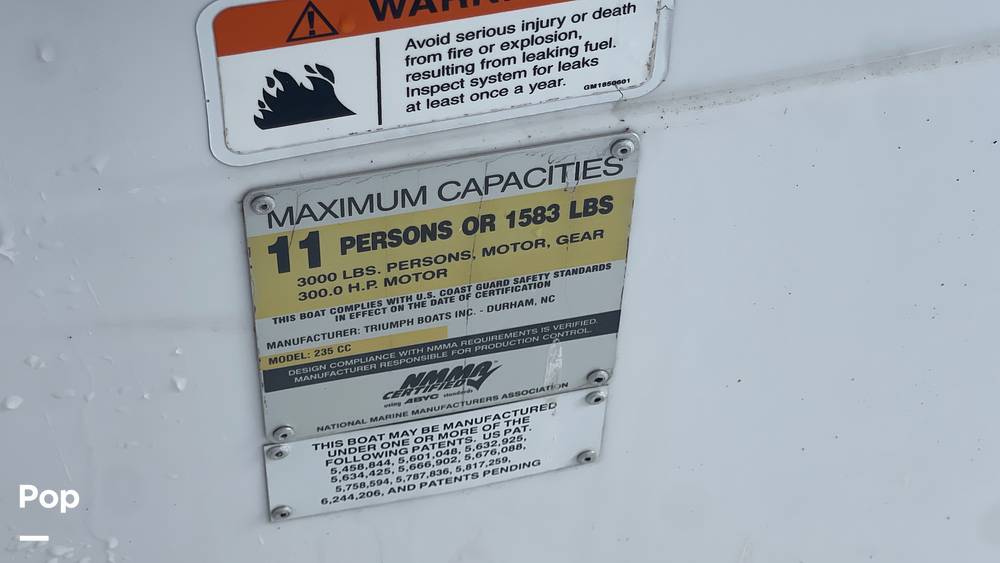 Avoid serious injury or death
from fire or explosion,
resulting from leaking fuel.
Inspect system for leaks
at least once a year.
GM1850601
MAXIMUM CAPACITIES
11 PERSONS OR 1583 LBS
3000 LBS. PERSONS, MOTOR, GEAR
300.0 H.P. MOTOR
THIS BOAT COMPLIES WITH U.S. COAST GUARD SAFETY STANDARDS
IN EFFECT ON THE DATE OF CERTIFICATION
MANUFACTURER: TRIUMPH BOATS INC. - DURHAM, NC
MODEL: 235 CC
DESIGN COMPLIANCE WITH NMMA REQUIREMENTS IS VERIFIED.
MANUFACTURER RESPONSIBLE FOR PRODUCTION CONTROL.
NMMA
CERTIFIED
using ABYC standards
NATIONAL MARINE MANUFACTURERS ASSOCIATION
THIS BOAT MAY BE MANUFACTURED
UNDER ONE OR MORE OF THE
FOLLOWING PATENTS. US PAT.
5,458,844, 5,601,048, 5,632,925,
5,634,425, 5,666,902, 5,676,088,
5,758,594, 5,787,836, 5,817,259,
6,244,206, AND PATENTS PENDING
Pop